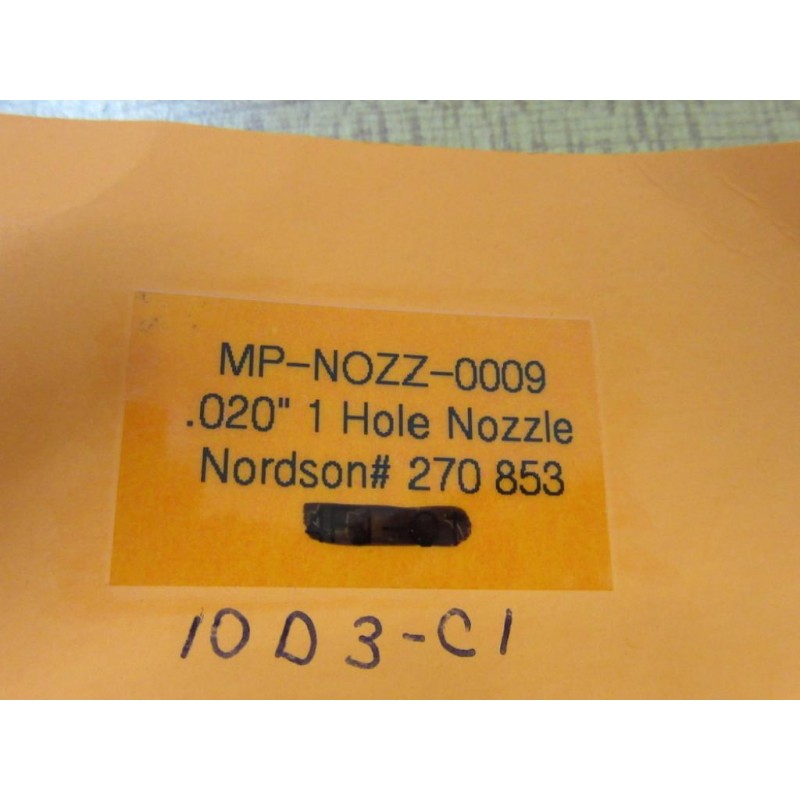 MP-NOZZ-0009
.020" 1 Hole Nozzle
Nordson# 270 853
10D3-C1